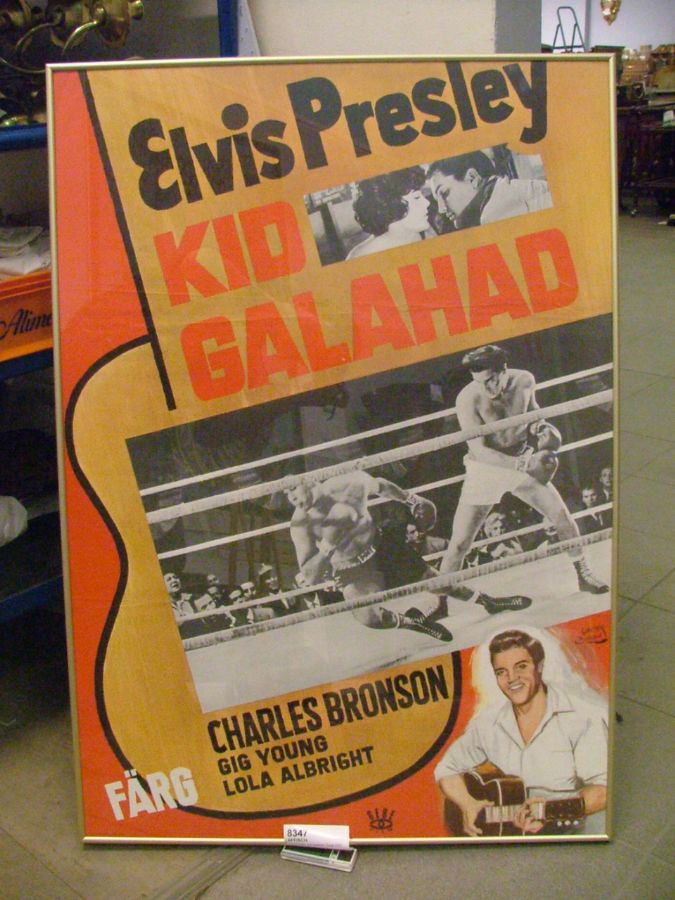 Elvis Presley
KID
GALAHAD
CHARLES BRONSON
GIG YOUNG
LOLA ALBRIGHT
FÄRG
8347